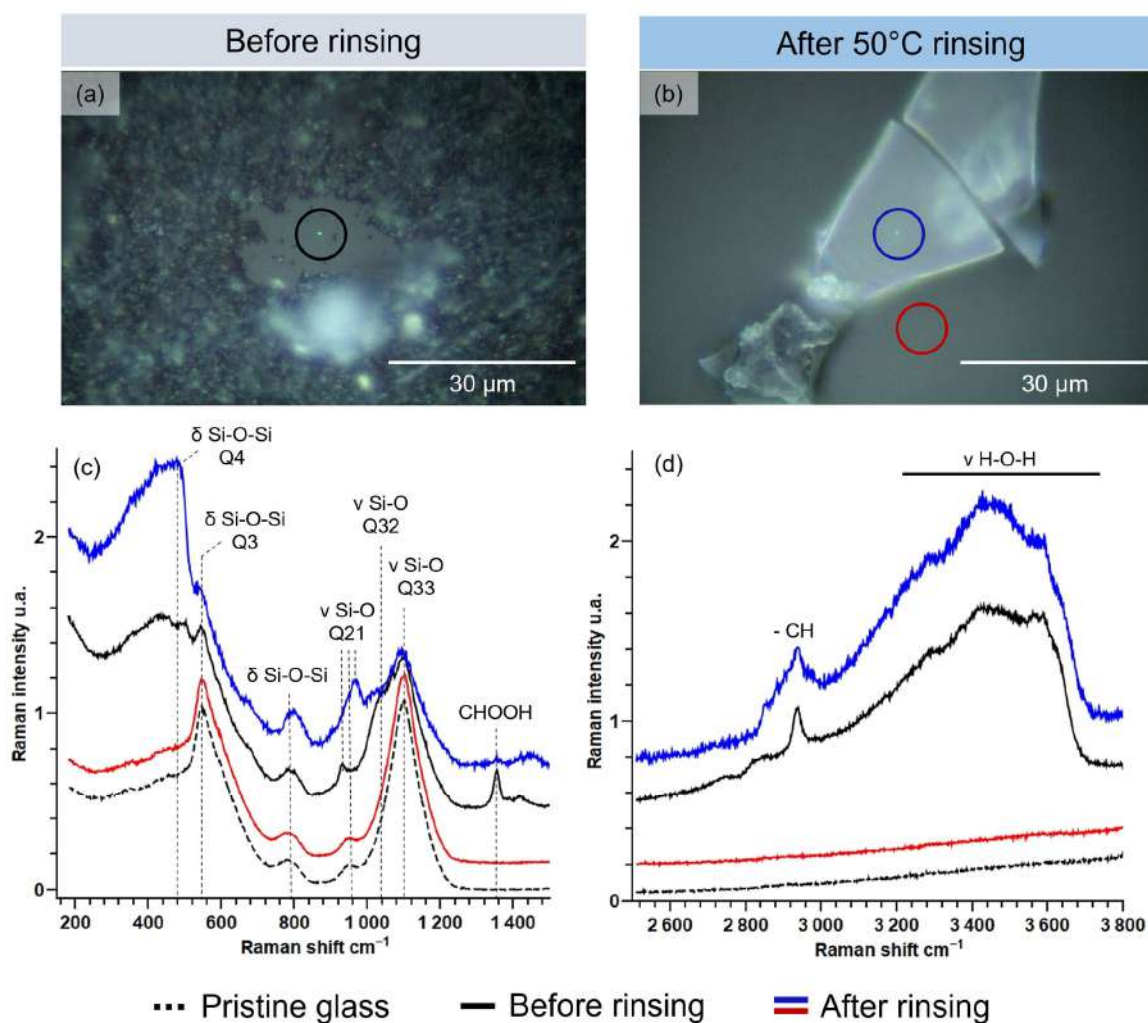 Before rinsing
After 50°C rinsing
(a)
30 µm
(b)
30 µm
(c)
δ Si-O-Si
Q4
δ Si-O-Si
Q3
δ Si-O-Si
ν Si-O
Q21
ν Si-O
Q32
ν Si-O
Q33
CHOOH
Raman intensity u.a.
2
1
0
200
400
600
800
1 000
1 200
1 400
Raman shift cm⁻¹
(d)
ν H-O-H
- CH
Raman intensity u.a.
2
1
0
2 600
2 800
3 000
3 200
3 400
3 600
3 800
Raman shift cm⁻¹
Pristine glass
Before rinsing
After rinsing